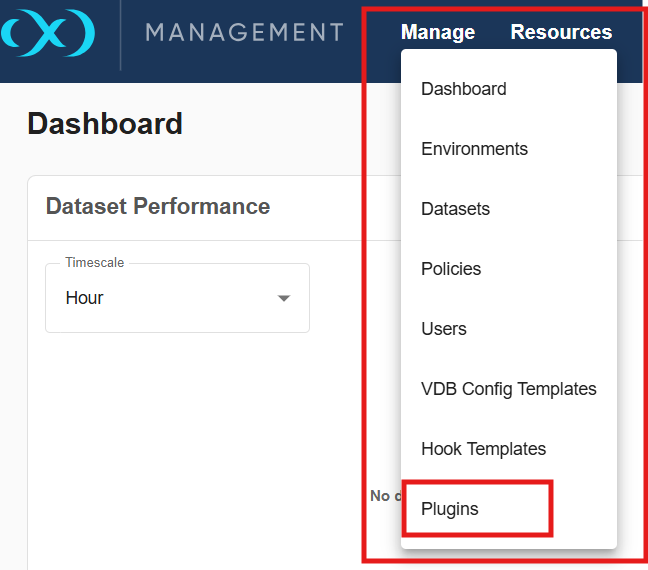 MANAGEMENT
Manage Resources
Dashboard
Dataset Performance
Timescale
Hour
No
Dashboard
Environments
Datasets
Policies
Users
VDB Config Templates
Hook Templates
Plugins